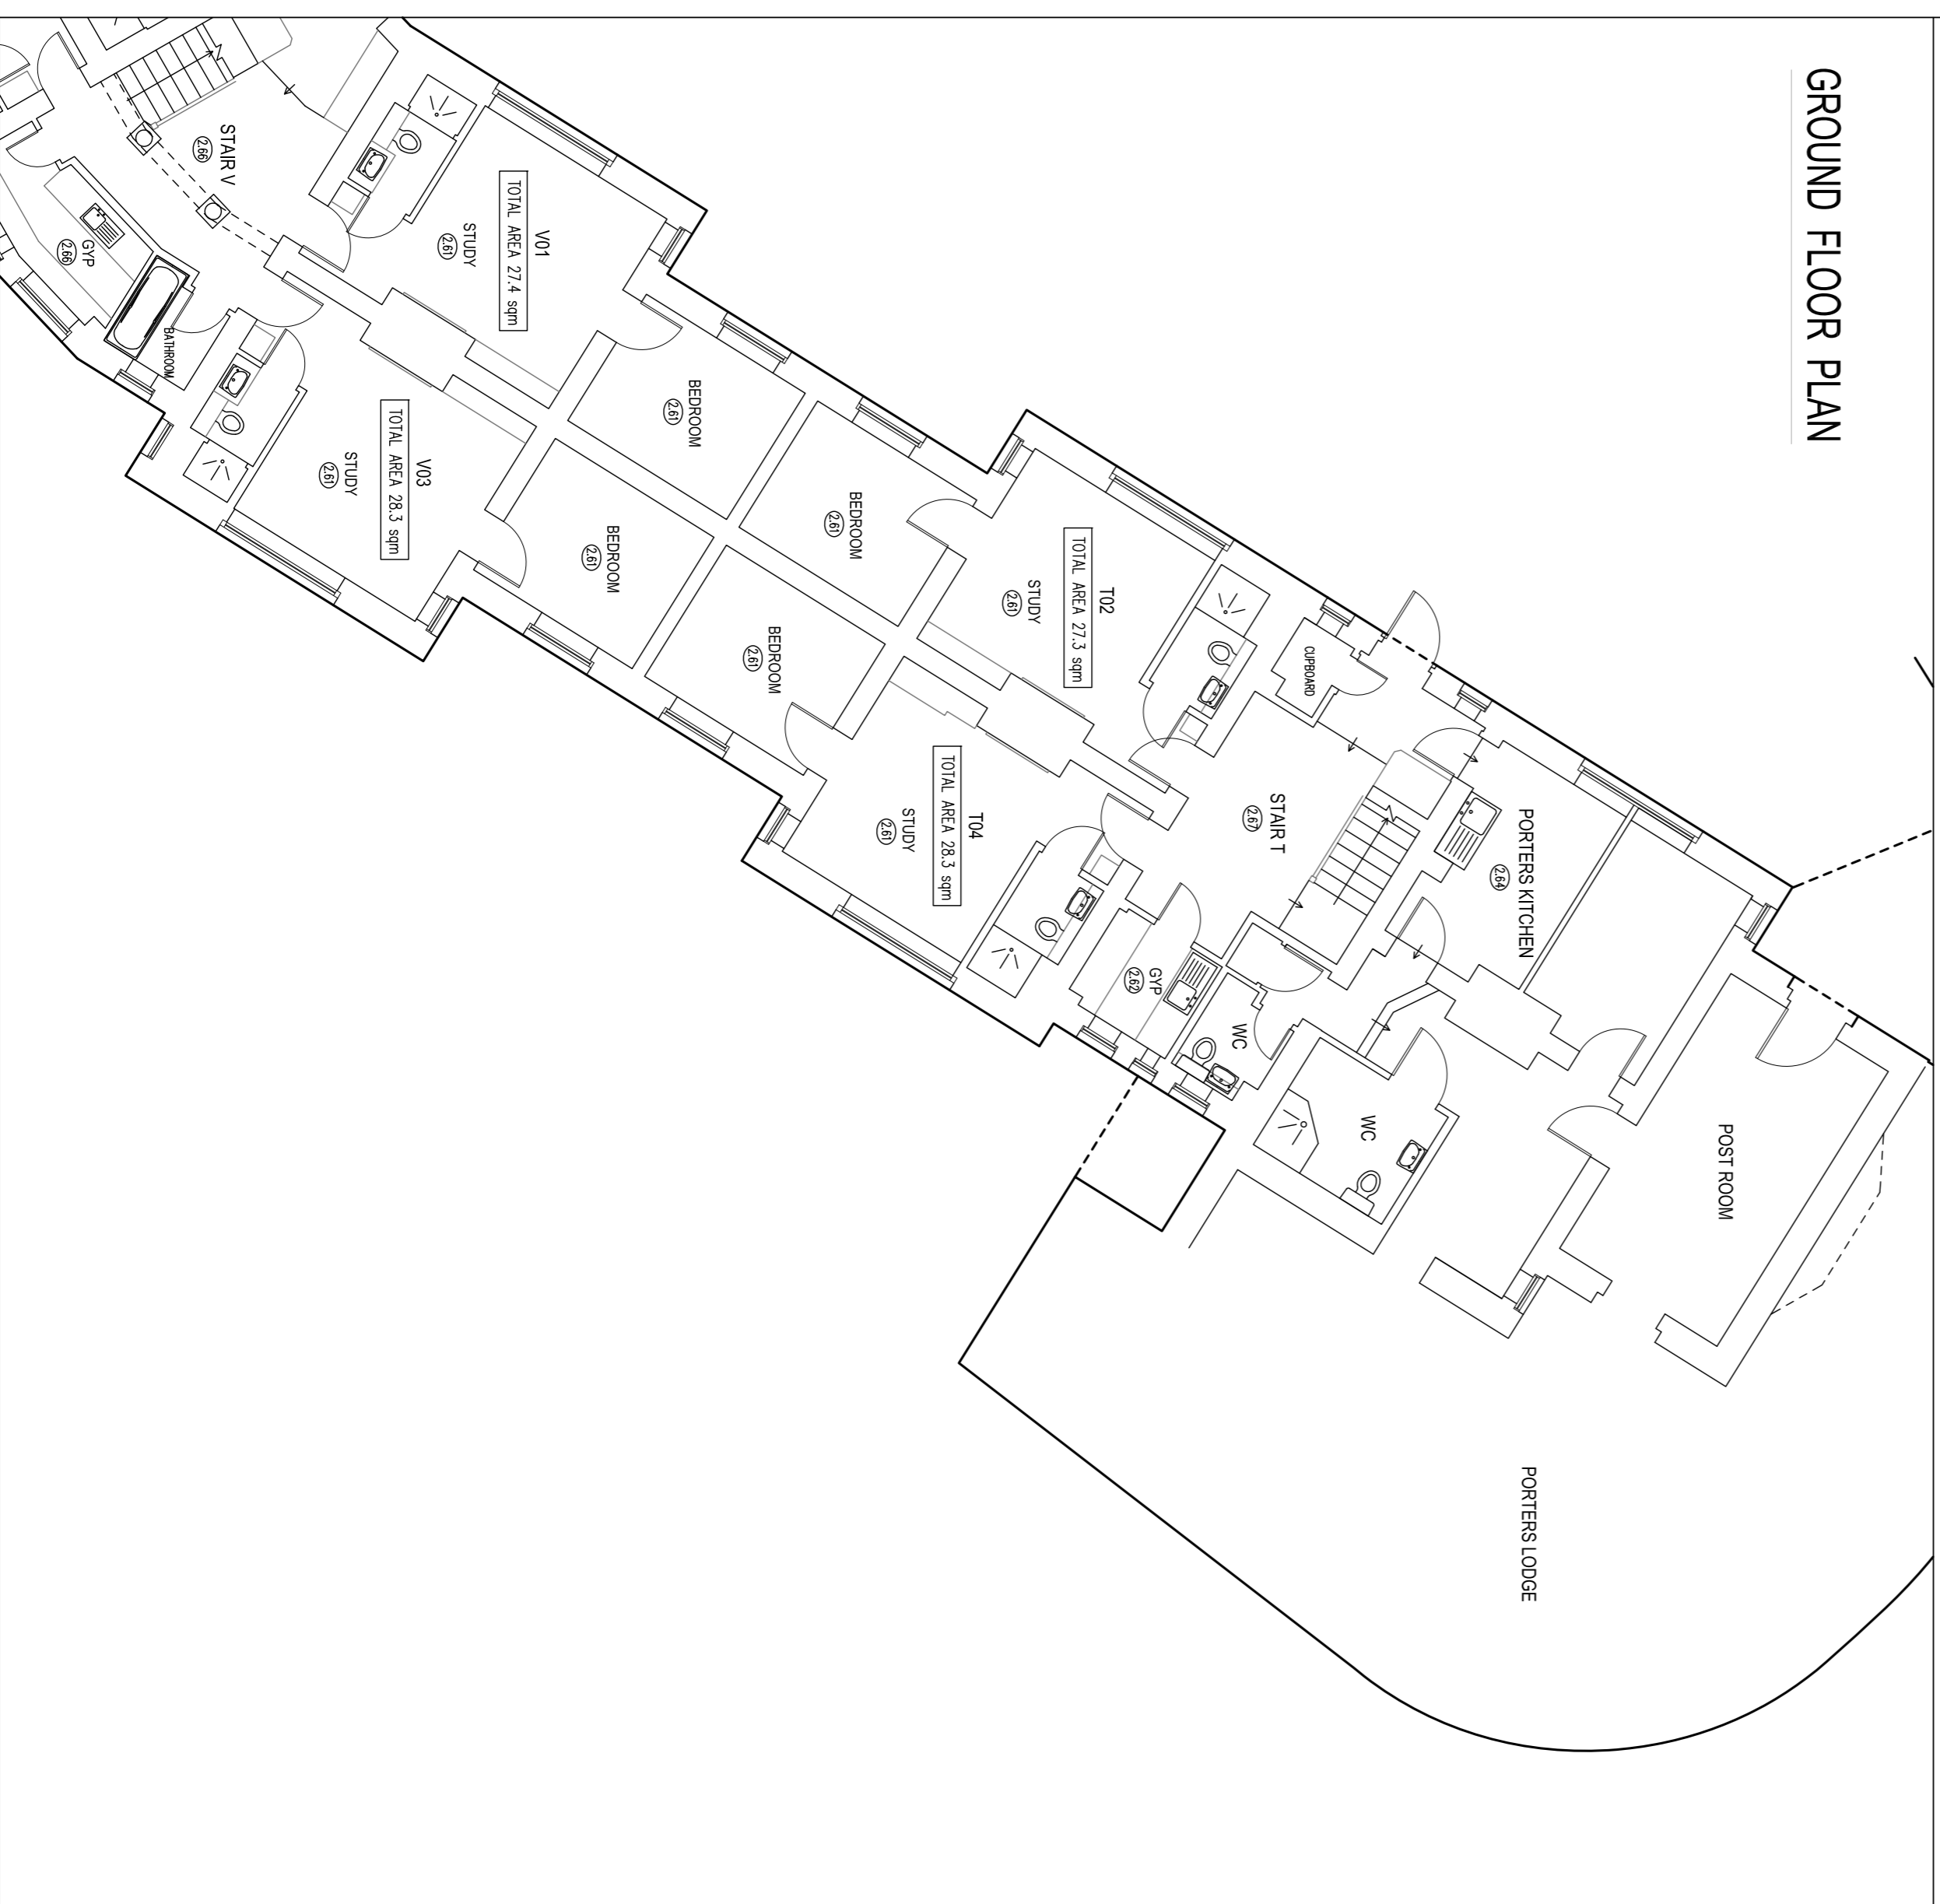 GROUND FLOOR PLAN
POST ROOM
PORTERS LODGE
PORTERS KITCHEN
2.64
WC
CUPBOARD
STAIR T
2.67
WC
GYP
2.62
T02
TOTAL AREA 27.3 sqm
STUDY
2.61
T04
TOTAL AREA 28.3 sqm
STUDY
2.61
BEDROOM
2.61
BEDROOM
2.61
BEDROOM
2.61
BEDROOM
2.61
V01
TOTAL AREA 27.4 sqm
STUDY
2.61
V03
TOTAL AREA 28.3 sqm
STUDY
2.61
STAIR V
2.66
BATHROOM
GYP
2.66